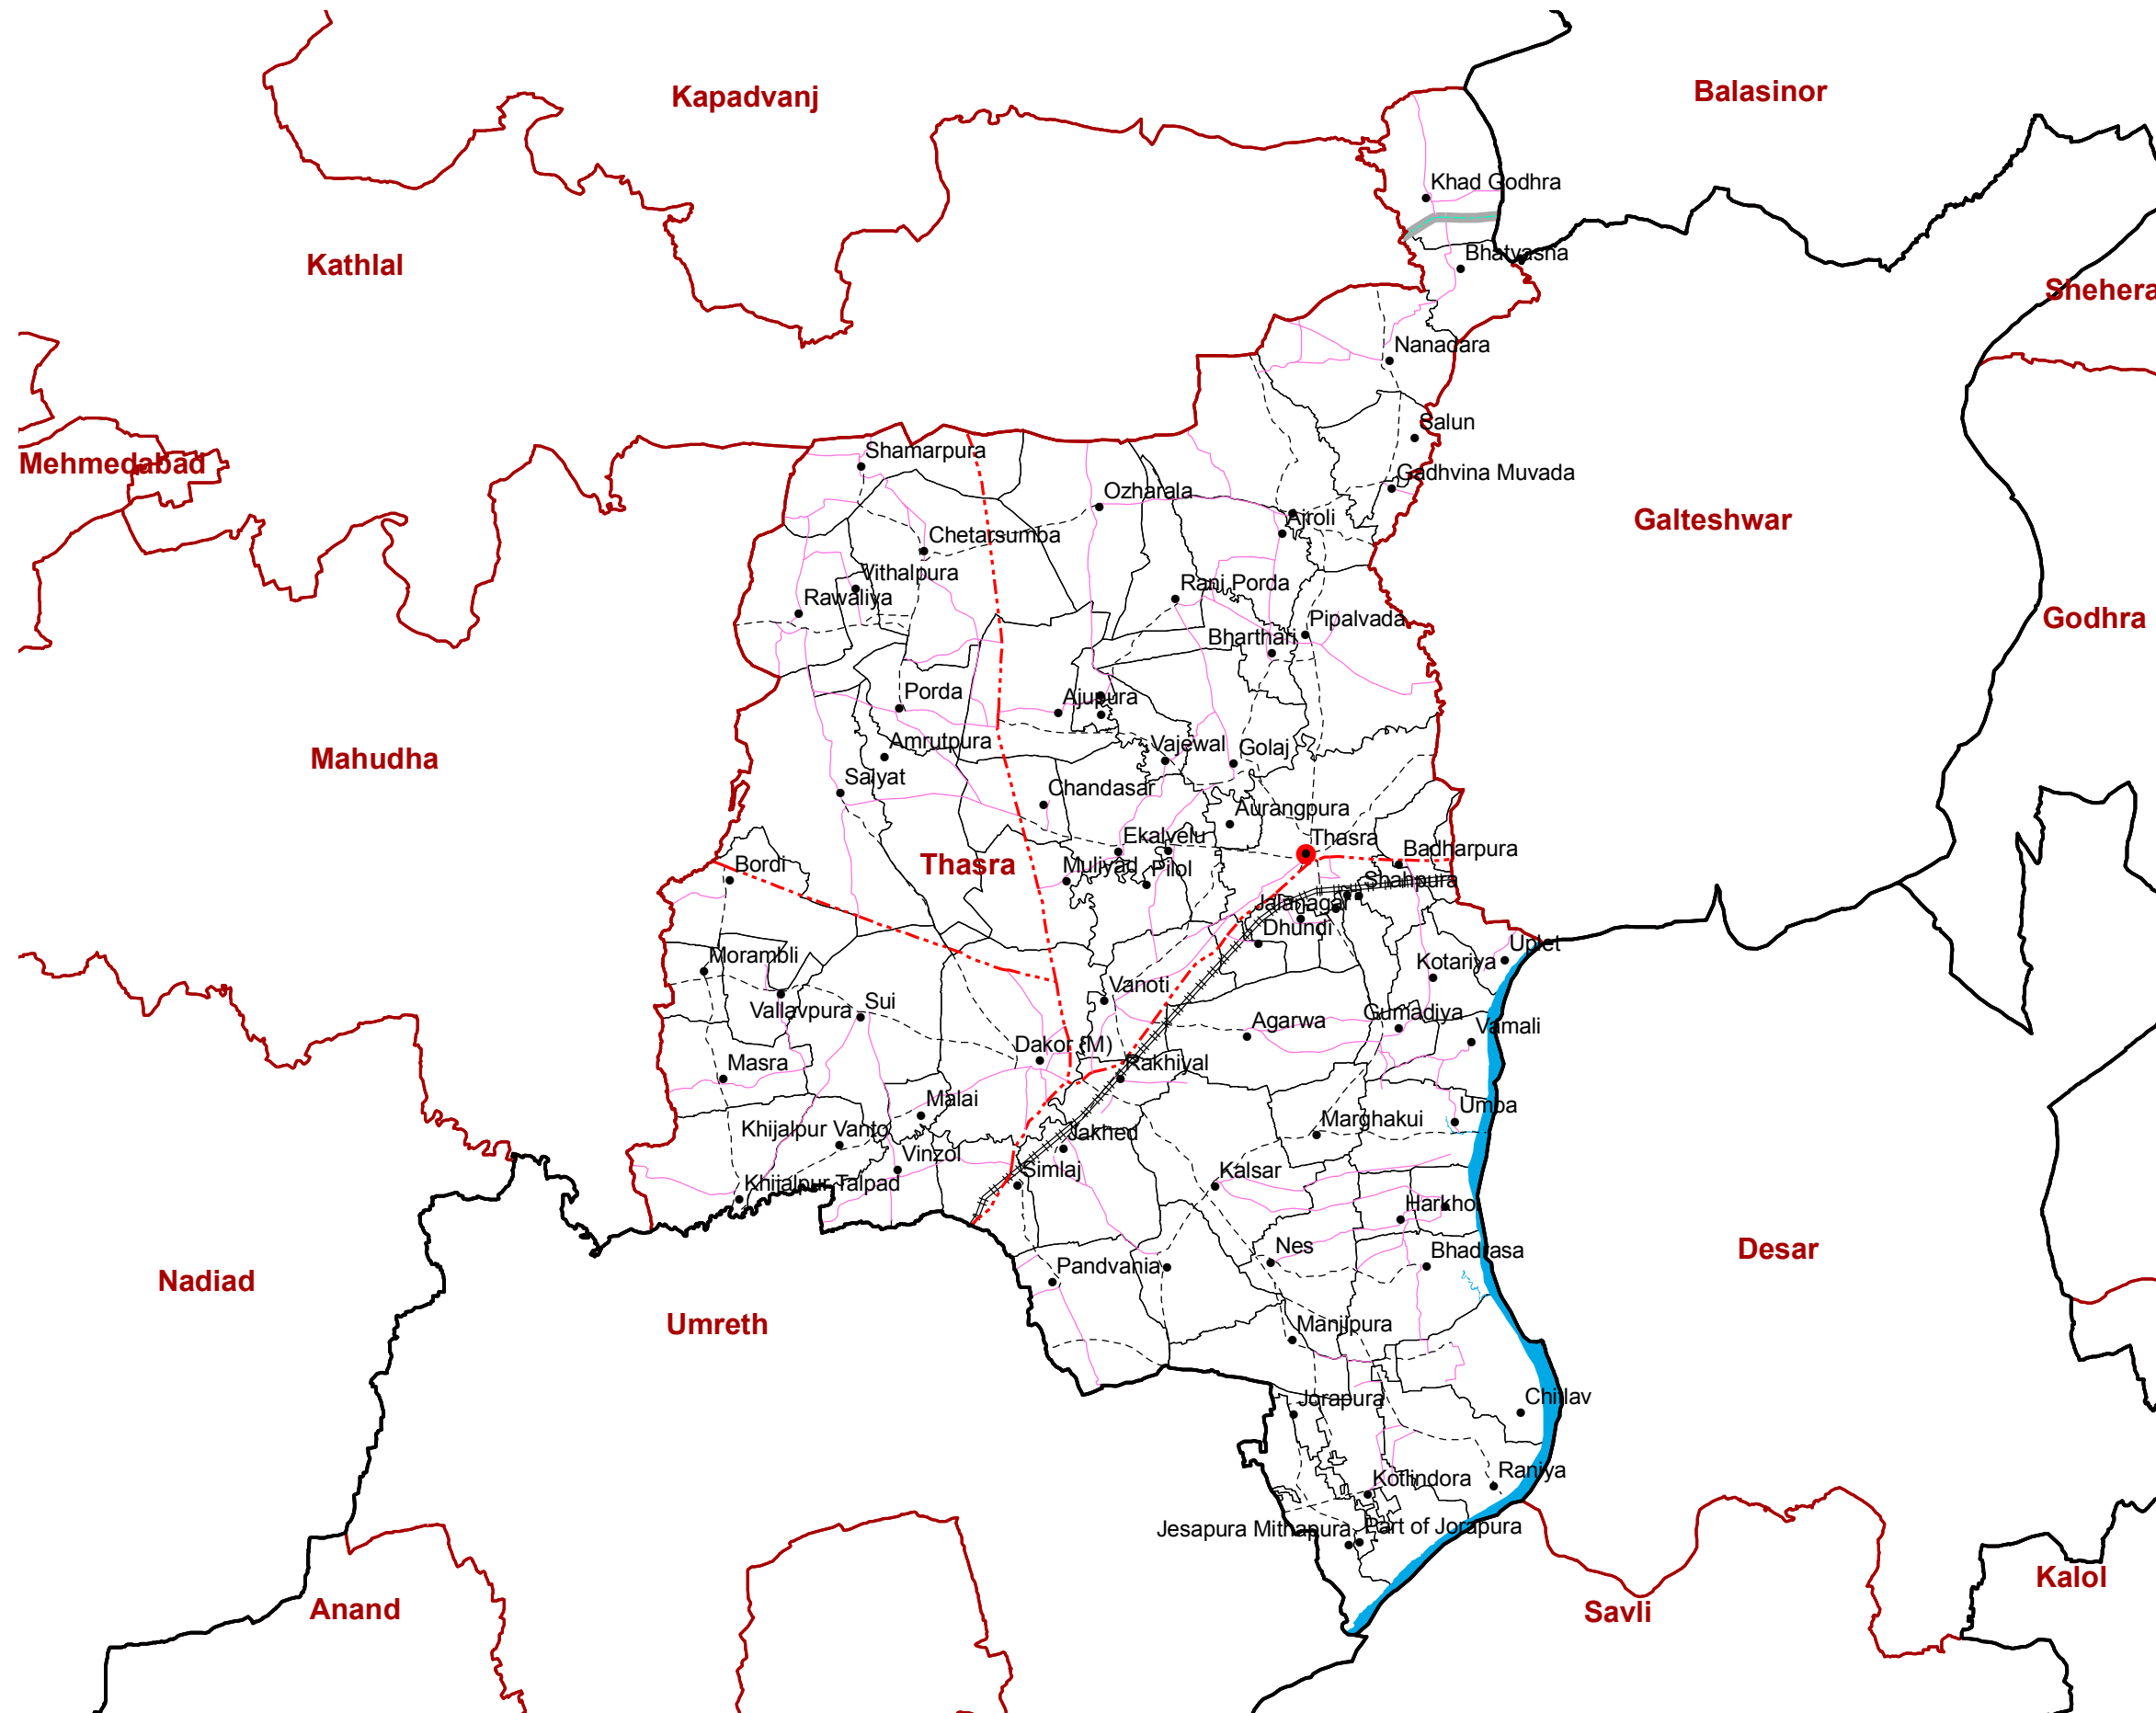 Kapadvanj
Balasinor
Khad Godhra
Bhatyasna
Kathlal
Shehera
Nanadara
Salun
Shamarpura
Mehmedabad
Gadhvina Muvada
Ozharala
Ajroli
Galteshwar
Chetarsumba
Vithalpura
Rani Porda
Rawaliya
Pipalvada
Godhra
Bharthari
Porda
Ajupura
Amrutpura
Vajewal
Golaj
Mahudha
Saiyat
Chandasar
Aurangpura
Ekalvelu
Thasra
Badharpura
Bordi
Thasra
Muliyad
Pilol
Shahpura
Jalanagar
Dhundi
Uplet
Morambli
Kotariya
Vanoti
Sui
Vallavpura
Agarwa
Gumadiya
Vamali
Dakor (M)
Rakhiyal
Masra
Malai
Umba
Marghakui
Khijalpur Vanto
Jakhed
Vinzol
Simlaj
Kalsar
Khijalpur Talpad
Harkhol
Nes
Bhadrasa
Desar
Pandvania
Nadiad
Umreth
Manjipura
Jorapura
Chitlav
Kotlindora
Raniya
Jesapura Mithapura
Part of Jorapura
Kalol
Anand
Savli